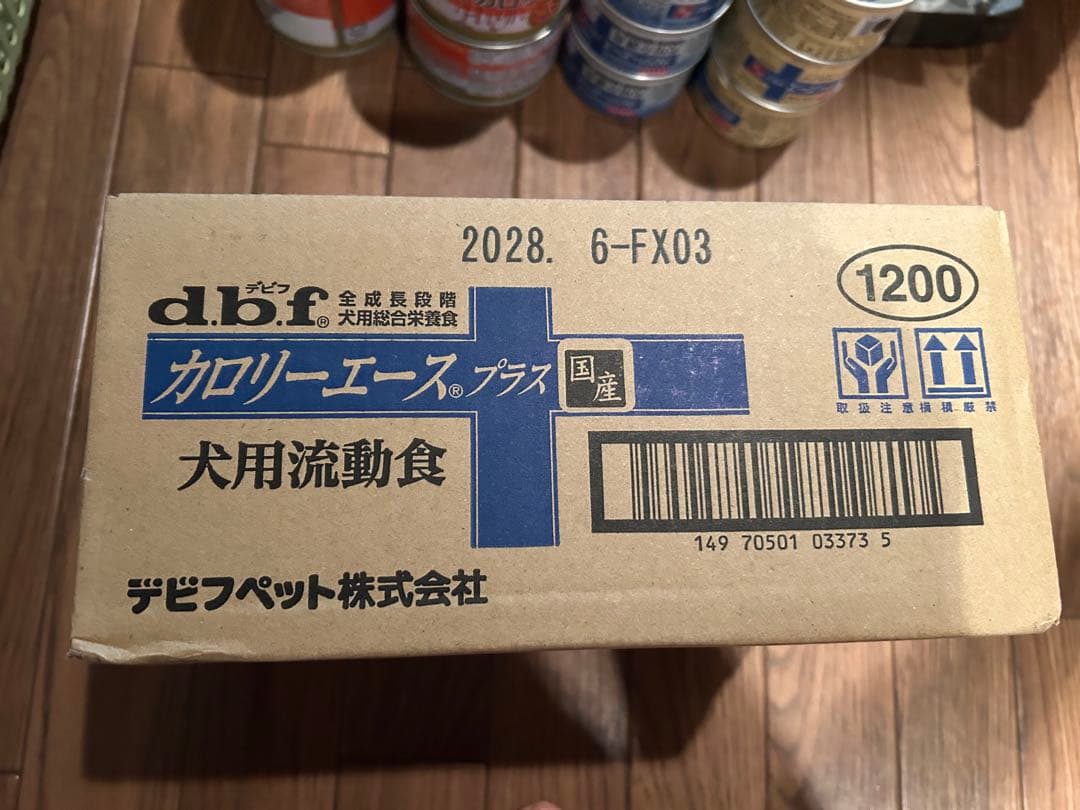 2028. 6-FX03
1200
デビフ
d.b.f®
全成長段階
犬用総合栄養食
カロリーエース®プラス
国産
取扱注意横積厳禁
犬用流動食
149 70501 03373 5
デビフペット株式会社